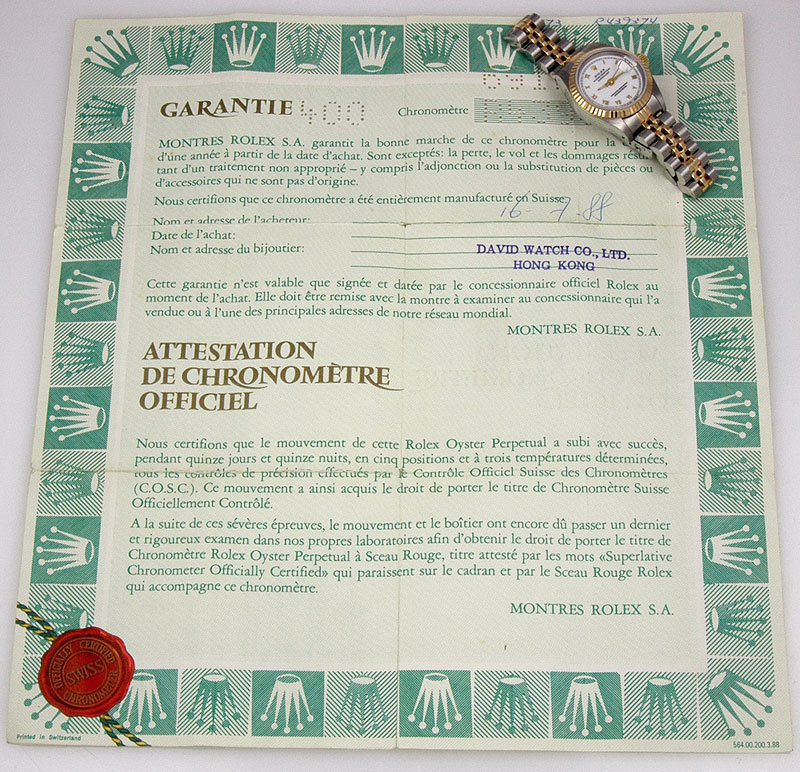 R439374
GARANTIE 400
Chronomètre
MONTRES ROLEX S.A. garantit la bonne marche de ce chronomètre pour la
d'une année à partir de la date d'achat. Sont exceptés: la perte, le vol et les dommages résul-
tant d'un traitement non approprié – y compris l'adjonction ou la substitution de pièces ou
d'accessoires qui ne sont pas d'origine.
Nous certifions que ce chronomètre a été entièrement manufacturé en Suisse.
Nom et adresse de l'acheteur:
16-7-88
Date de l'achat:
Nom et adresse du bijoutier:
DAVID WATCH CO., LTD.
HONG KONG
Cette garantie n'est valable que signée et datée par le concessionnaire officiel Rolex au
moment de l'achat. Elle doit être remise avec la montre à examiner au concessionnaire qui l'a
vendue ou à l'une des principales adresses de notre réseau mondial.
MONTRES ROLEX S.A.
ATTESTATION
DE CHRONOMÈTRE
OFFICIEL
Nous certifions que le mouvement de cette Rolex Oyster Perpetual a subi avec succès,
pendant quinze jours et quinze nuits, en cinq positions et à trois températures déterminées,
tous les contrôles de précision effectués par le Contrôle Officiel Suisse des Chronomètres
(C.O.S.C.). Ce mouvement a ainsi acquis le droit de porter le titre de Chronomètre Suisse
Officiellement Contrôlé.
A la suite de ces sévères épreuves, le mouvement et le boîtier ont encore dû passer un dernier
et rigoureux examen dans nos propres laboratoires afin d'obtenir le droit de porter le titre de
Chronomètre Rolex Oyster Perpetual à Sceau Rouge, titre attesté par les mots «Superlative
Chronometer Officially Certified» qui paraissent sur le cadran et par le Sceau Rouge Rolex
qui accompagne ce chronomètre.
MONTRES ROLEX S.A.
OFFICIALLY CERTIFIED
SWISS
CHRONOMETER
Printed in Switzerland
564.00.200.3.88